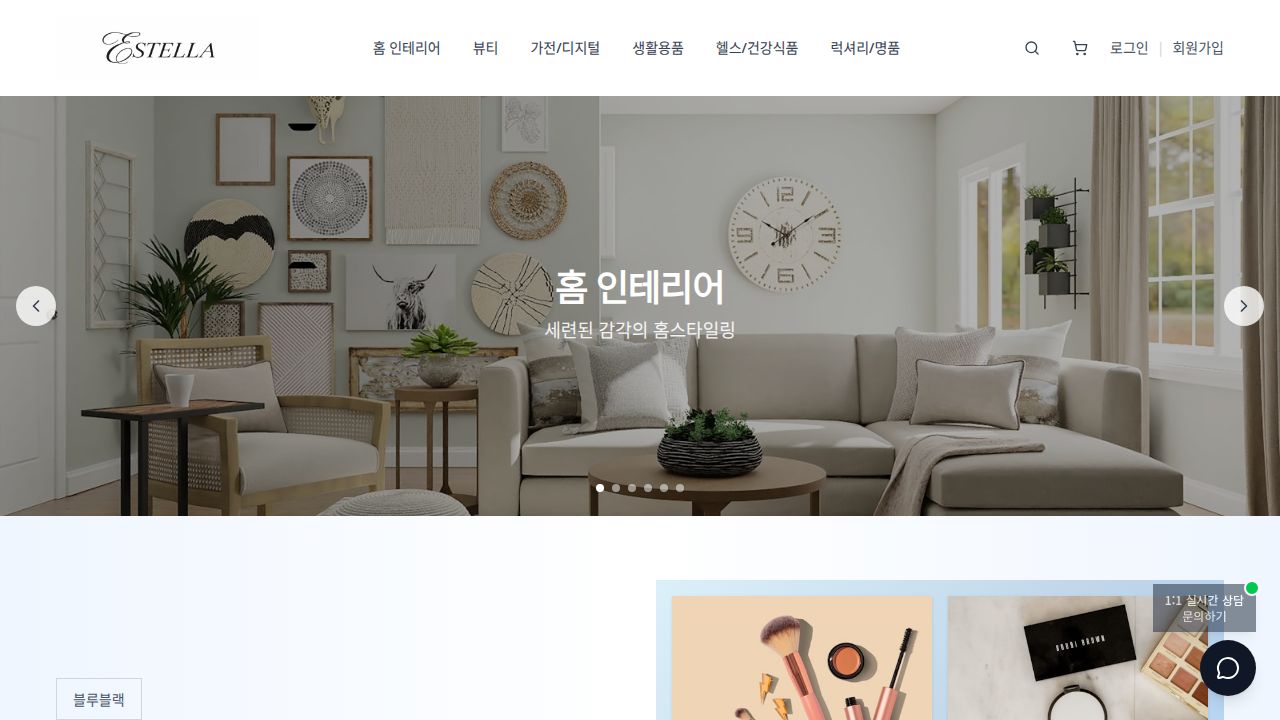 ESTELLA
홈 인테리어
뷰티
가전/디지털
생활용품
헬스/건강식품
럭셔리/명품
로그인 | 회원가입
홈 인테리어
세련된 감각의 홈스타일링
1:1 실시간 상담
문의하기
BOBBI BROWN
블루블랙